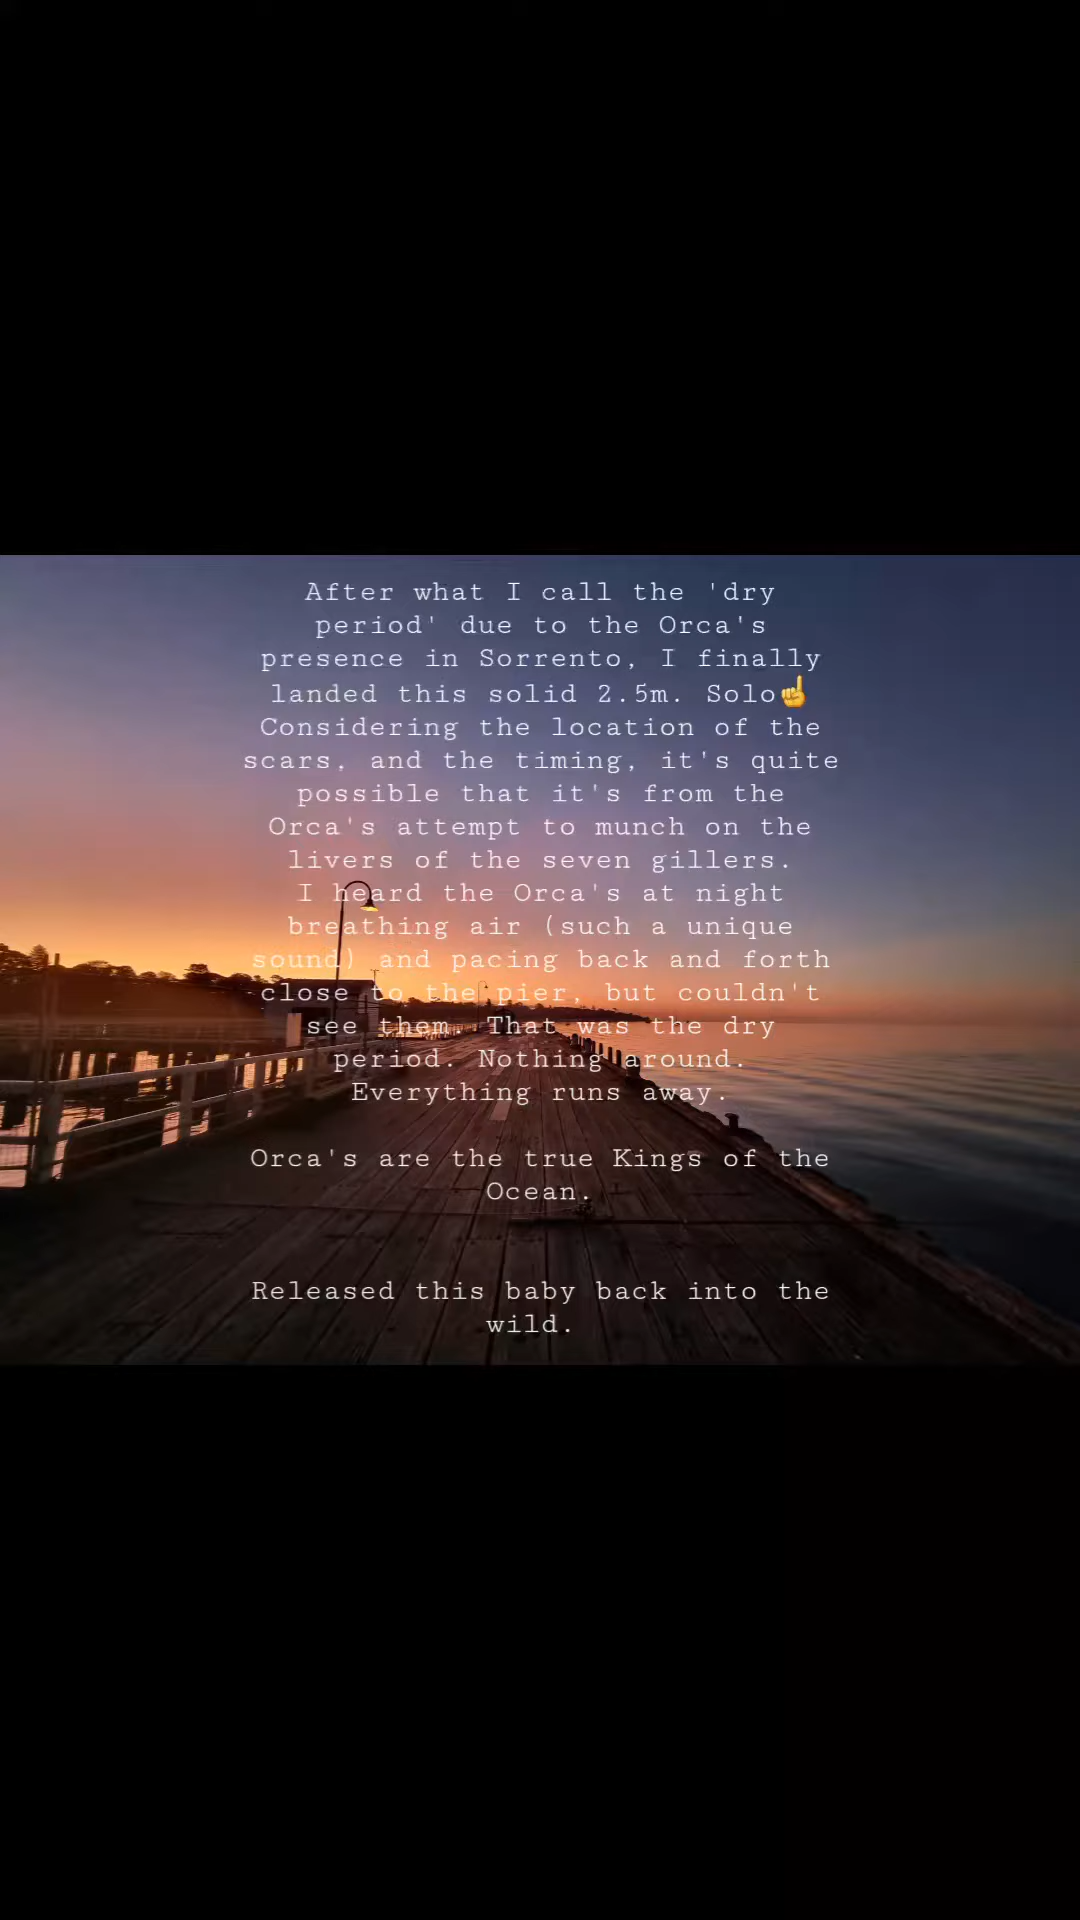 After what I call the 'dry
period' due to the Orca's
presence in Sorrento, I finally
landed this solid 2.5m. Solo☝️
Considering the location of the
scars, and the timing, it's quite
possible that it's from the
Orca's attempt to munch on the
livers of the seven gillers.
I heard the Orca's at night
breathing air (such a unique
sound) and pacing back and forth
close to the pier, but couldn't
see them. That was the dry
period. Nothing around.
Everything runs away.
Orca's are the true Kings of the
Ocean.
Released this baby back into the
wild.